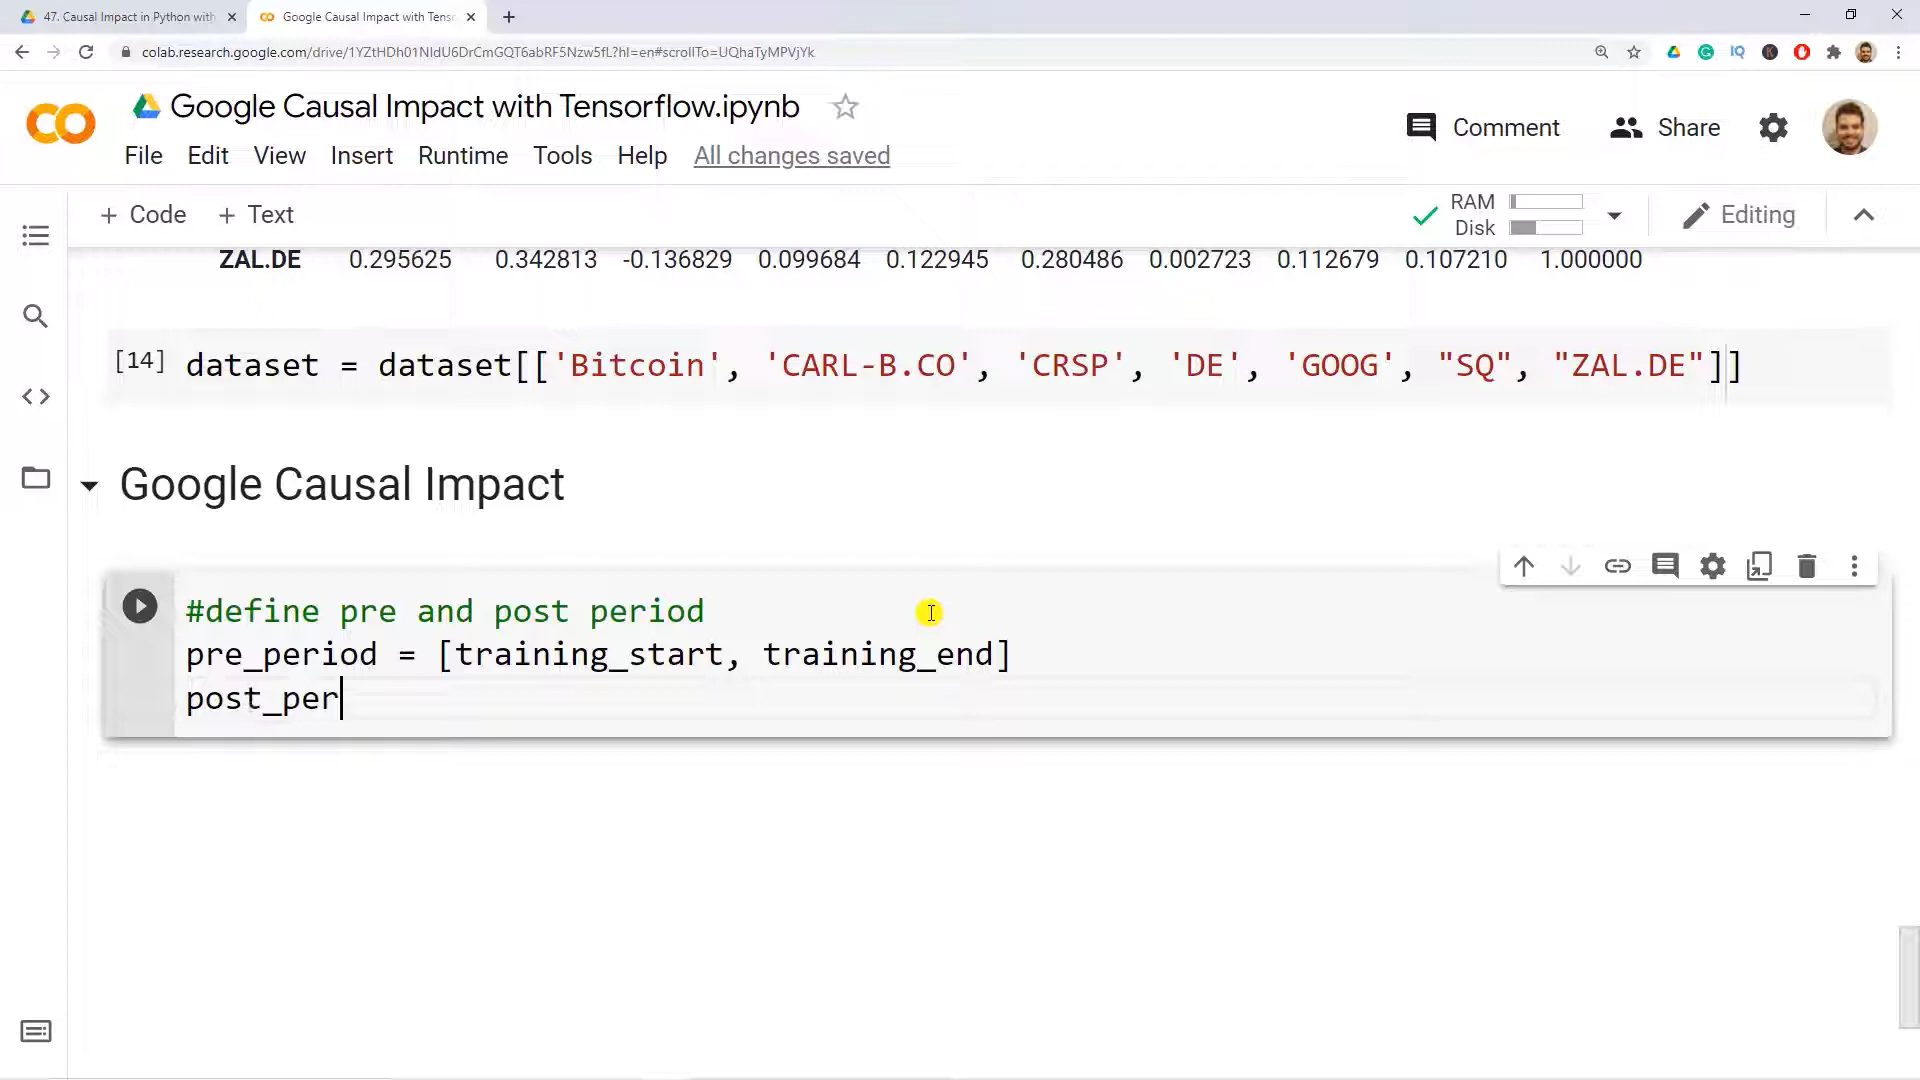 47. Causal Impact in Python with
Google Causal Impact with Tenso
colab.research.google.com/drive/1YZtHDh01NIdU6DrCmGQT6abRF5Nzw5fL?hl=en#scrollTo=UQhaTyMPVjYk
Google Causal Impact with Tensorflow.ipynb
Comment
Share
File Edit View Insert Runtime Tools Help All changes saved
+ Code + Text
RAM
Disk
Editing
ZAL.DE 0.295625 0.342813 -0.136829 0.099684 0.122945 0.280486 0.002723 0.112679 0.107210 1.000000
[14] dataset = dataset[['Bitcoin', 'CARL-B.CO', 'CRSP', 'DE', 'GOOG', "SQ", "ZAL.DE"]]
Google Causal Impact
#define pre and post period
pre_period = [training_start, training_end]
post_per